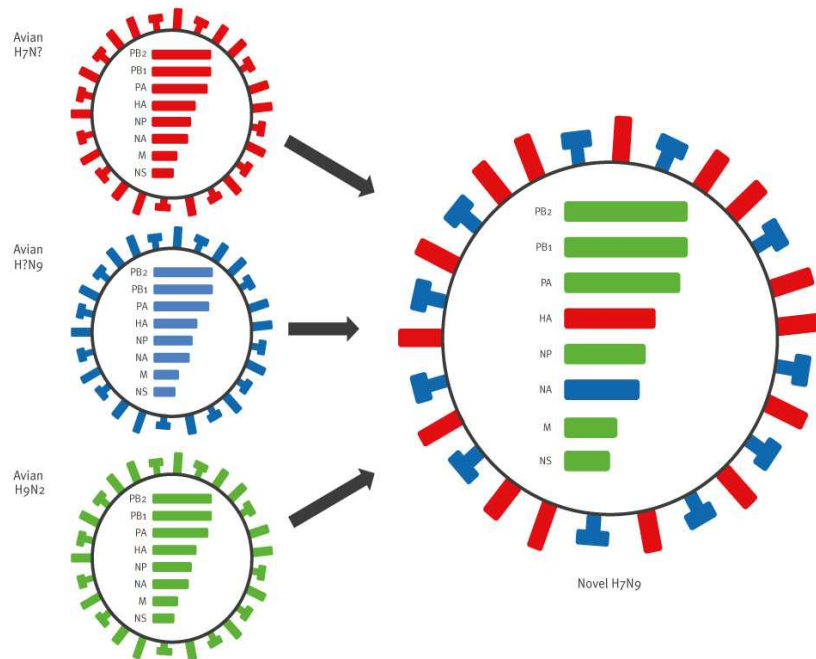 Avian
H7N?
PB2
PB1
PA
HA
NP
NA
M
NS
Avian
H?N9
PB2
PB1
PA
HA
NP
NA
M
NS
Avian
H9N2
PB2
PB1
PA
HA
NP
NA
M
NS
PB2
PB1
PA
HA
NP
NA
M
NS
Novel H7N9